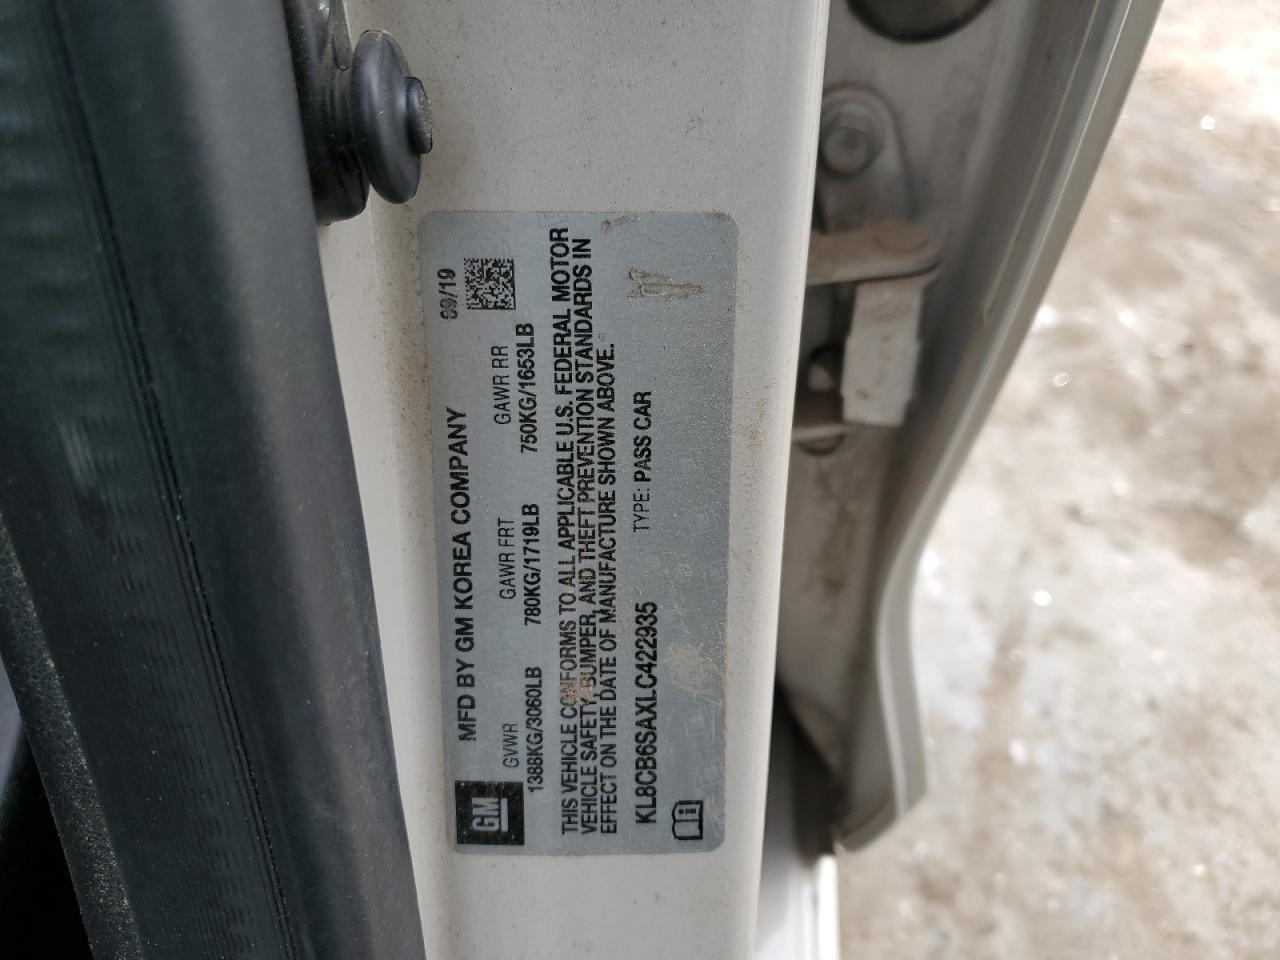 09/19
MFD BY GM KOREA COMPANY
GVWR GAWR FRT GAWR RR
1388KG/3060LB 780KG/1719LB 750KG/1653LB
THIS VEHICLE CONFORMS TO ALL APPLICABLE U.S. FEDERAL MOTOR
VEHICLE SAFETY, BUMPER, AND THEFT PREVENTION STANDARDS IN
EFFECT ON THE DATE OF MANUFACTURE SHOWN ABOVE.
KL8CB6SAXLC422935 TYPE: PASS CAR
GM
i